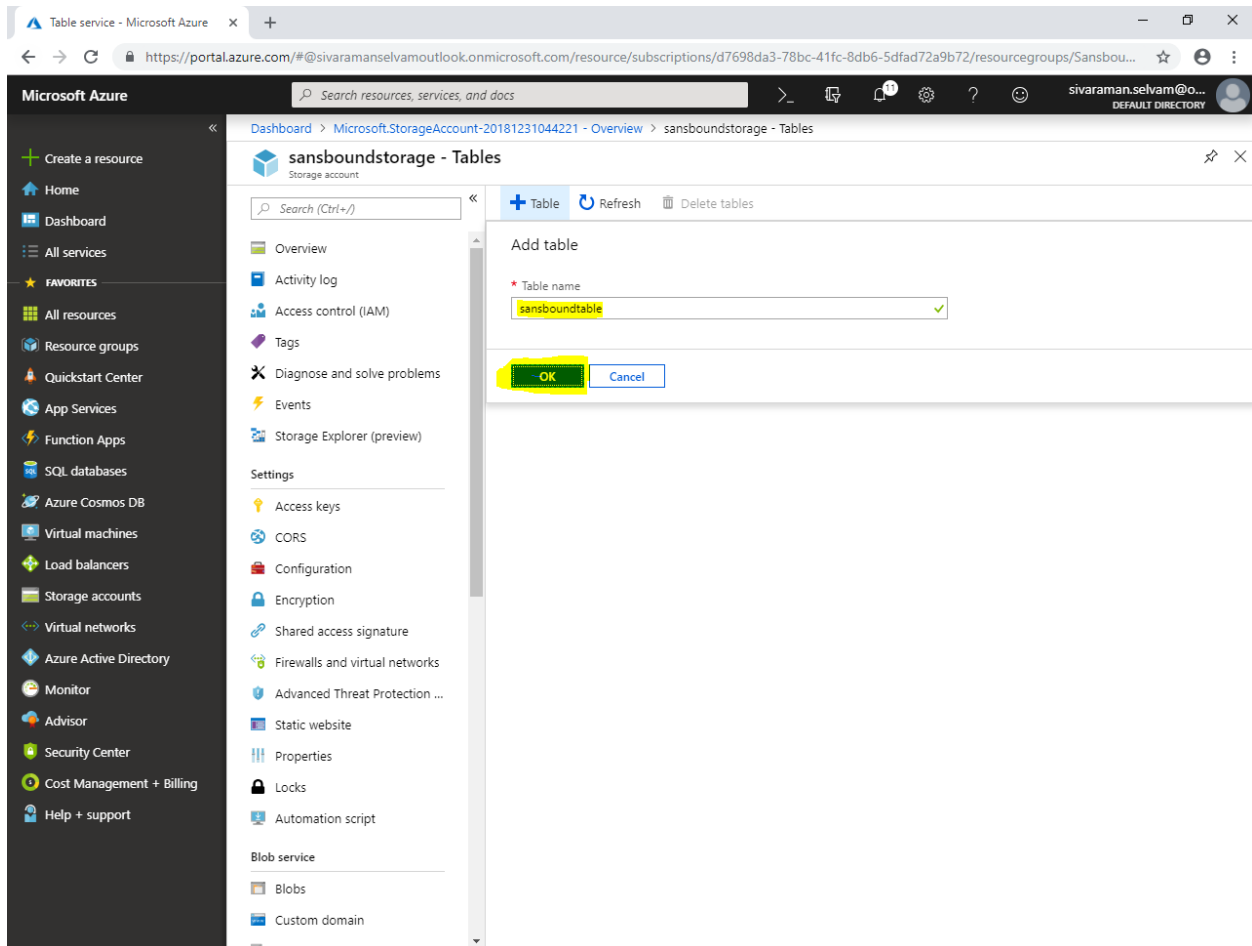 Table service - Microsoft Azure
https://portal.azure.com/#@sivaramanselvamoutlook.onmicrosoft.com/resource/subscriptions/d7698da3-78bc-41fc-8db6-5dfad72a9b72/resourcegroups/Sansbou...
Microsoft Azure
Search resources, services, and docs
11
sivaraman.selvam@o...
DEFAULT DIRECTORY
Dashboard > Microsoft.StorageAccount-20181231044221 - Overview > sansboundstorage - Tables
Create a resource
Home
Dashboard
All services
FAVORITES
All resources
Resource groups
Quickstart Center
App Services
Function Apps
SQL databases
Azure Cosmos DB
Virtual machines
Load balancers
Storage accounts
Virtual networks
Azure Active Directory
Monitor
Advisor
Security Center
Cost Management + Billing
Help + support
sansboundstorage - Tables
Storage account
Search (Ctrl+/)
Overview
Activity log
Access control (IAM)
Tags
Diagnose and solve problems
Events
Storage Explorer (preview)
Settings
Access keys
CORS
Configuration
Encryption
Shared access signature
Firewalls and virtual networks
Advanced Threat Protection ...
Static website
Properties
Locks
Automation script
Blob service
Blobs
Custom domain
Table Refresh Delete tables
Add table
* Table name
sansboundtable
OK Cancel